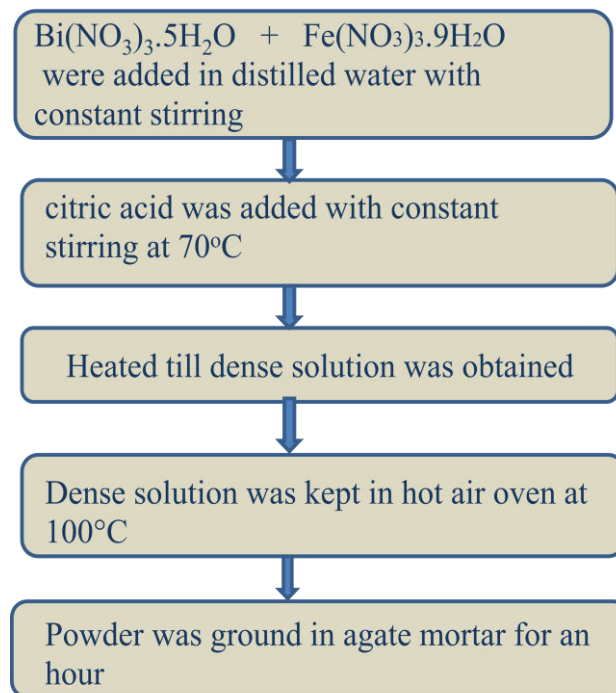 Bi(NO₃)₃.5H₂O + Fe(NO₃)₃.9H₂O
were added in distilled water with
constant stirring
citric acid was added with constant
stirring at 70°C
Heated till dense solution was obtained
Dense solution was kept in hot air oven at
100°C
Powder was ground in agate mortar for an
hour